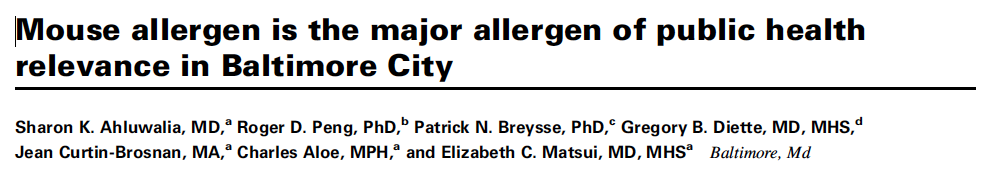 Mouse allergen is the major allergen of public health
relevance in Baltimore City
Sharon K. Ahluwalia, MD,a Roger D. Peng, PhD,b Patrick N. Breysse, PhD,c Gregory B. Diette, MD, MHS,d
Jean Curtin-Brosnan, MA,a Charles Aloe, MPH,a and Elizabeth C. Matsui, MD, MHSa Baltimore, Md